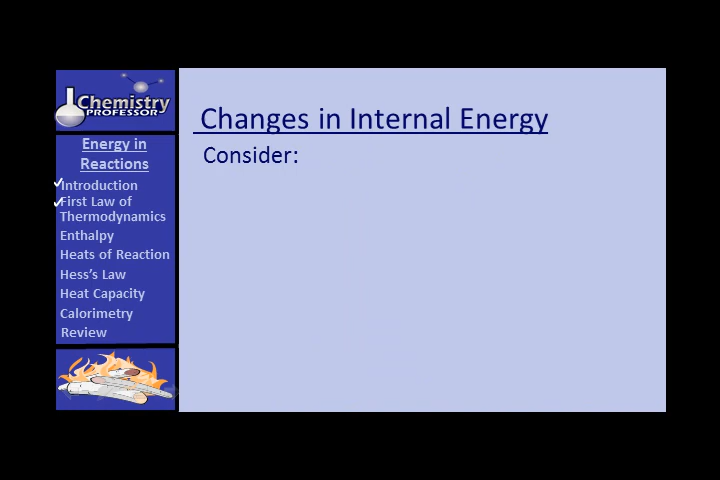 Chemistry
PROFESSOR
Energy in
Reactions
Introduction
First Law of
Thermodynamics
Enthalpy
Heats of Reaction
Hess's Law
Heat Capacity
Calorimetry
Review
Changes in Internal Energy
Consider: